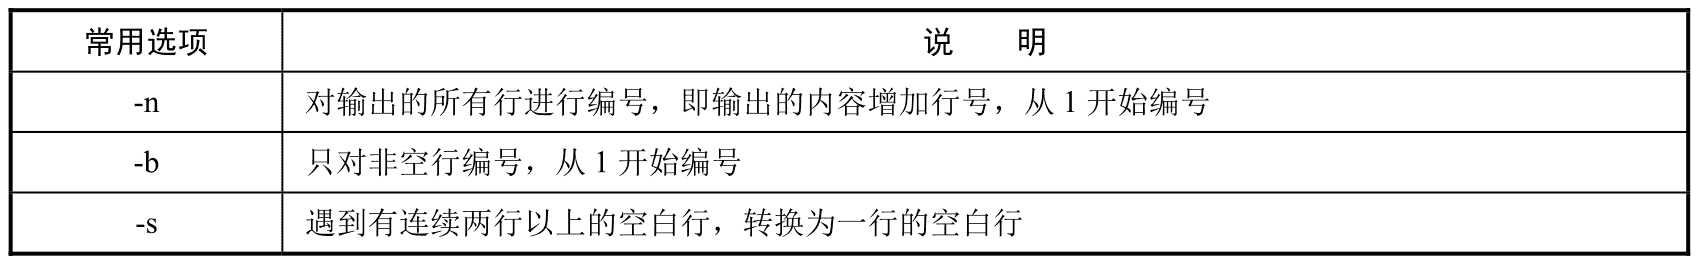 常用选项 说 明
-n 对输出的所有行进行编号，即输出的内容增加行号，从 1 开始编号
-b 只对非空行编号，从 1 开始编号
-s 遇到有连续两行以上的空白行，转换为一行的空白行